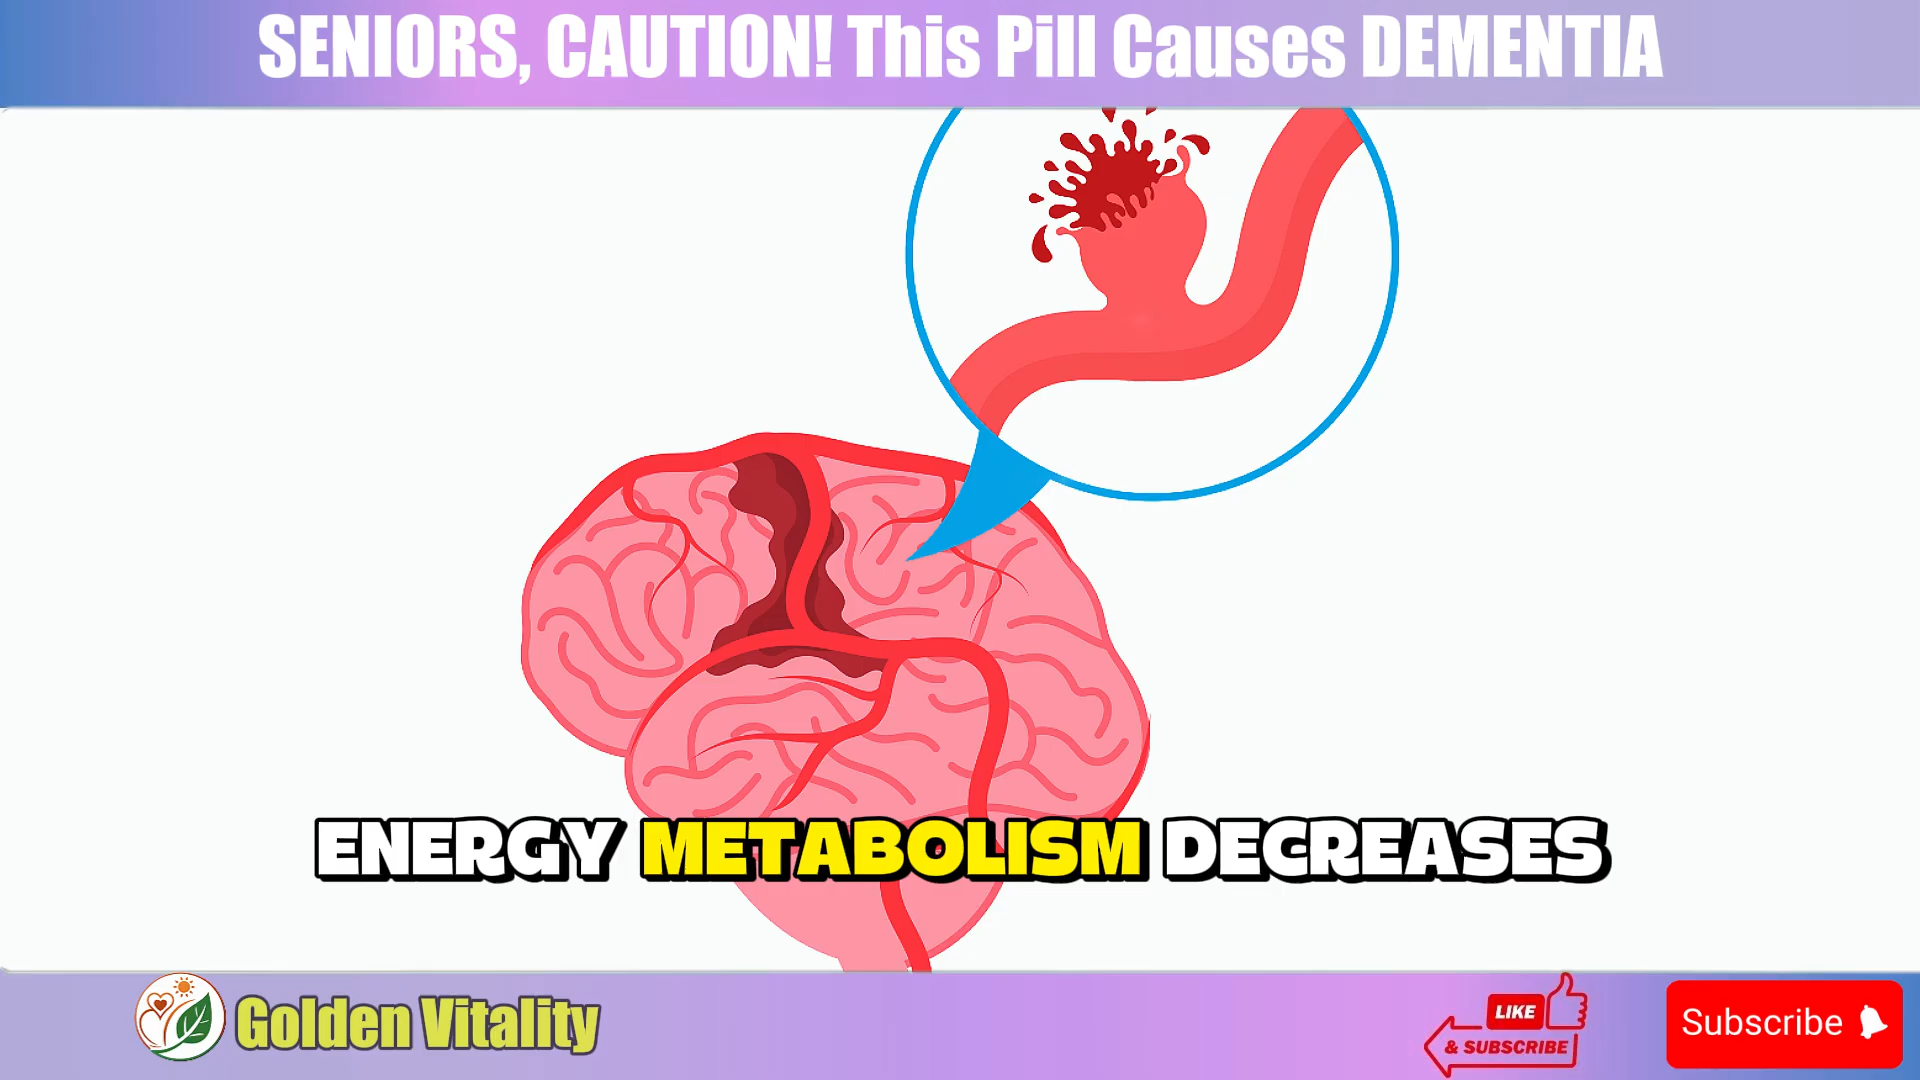 SENIORS, CAUTION! This Pill Causes DEMENTIA
ENERGY METABOLISM DECREASES
Golden Vitality
LIKE
& SUBSCRIBE
Subscribe